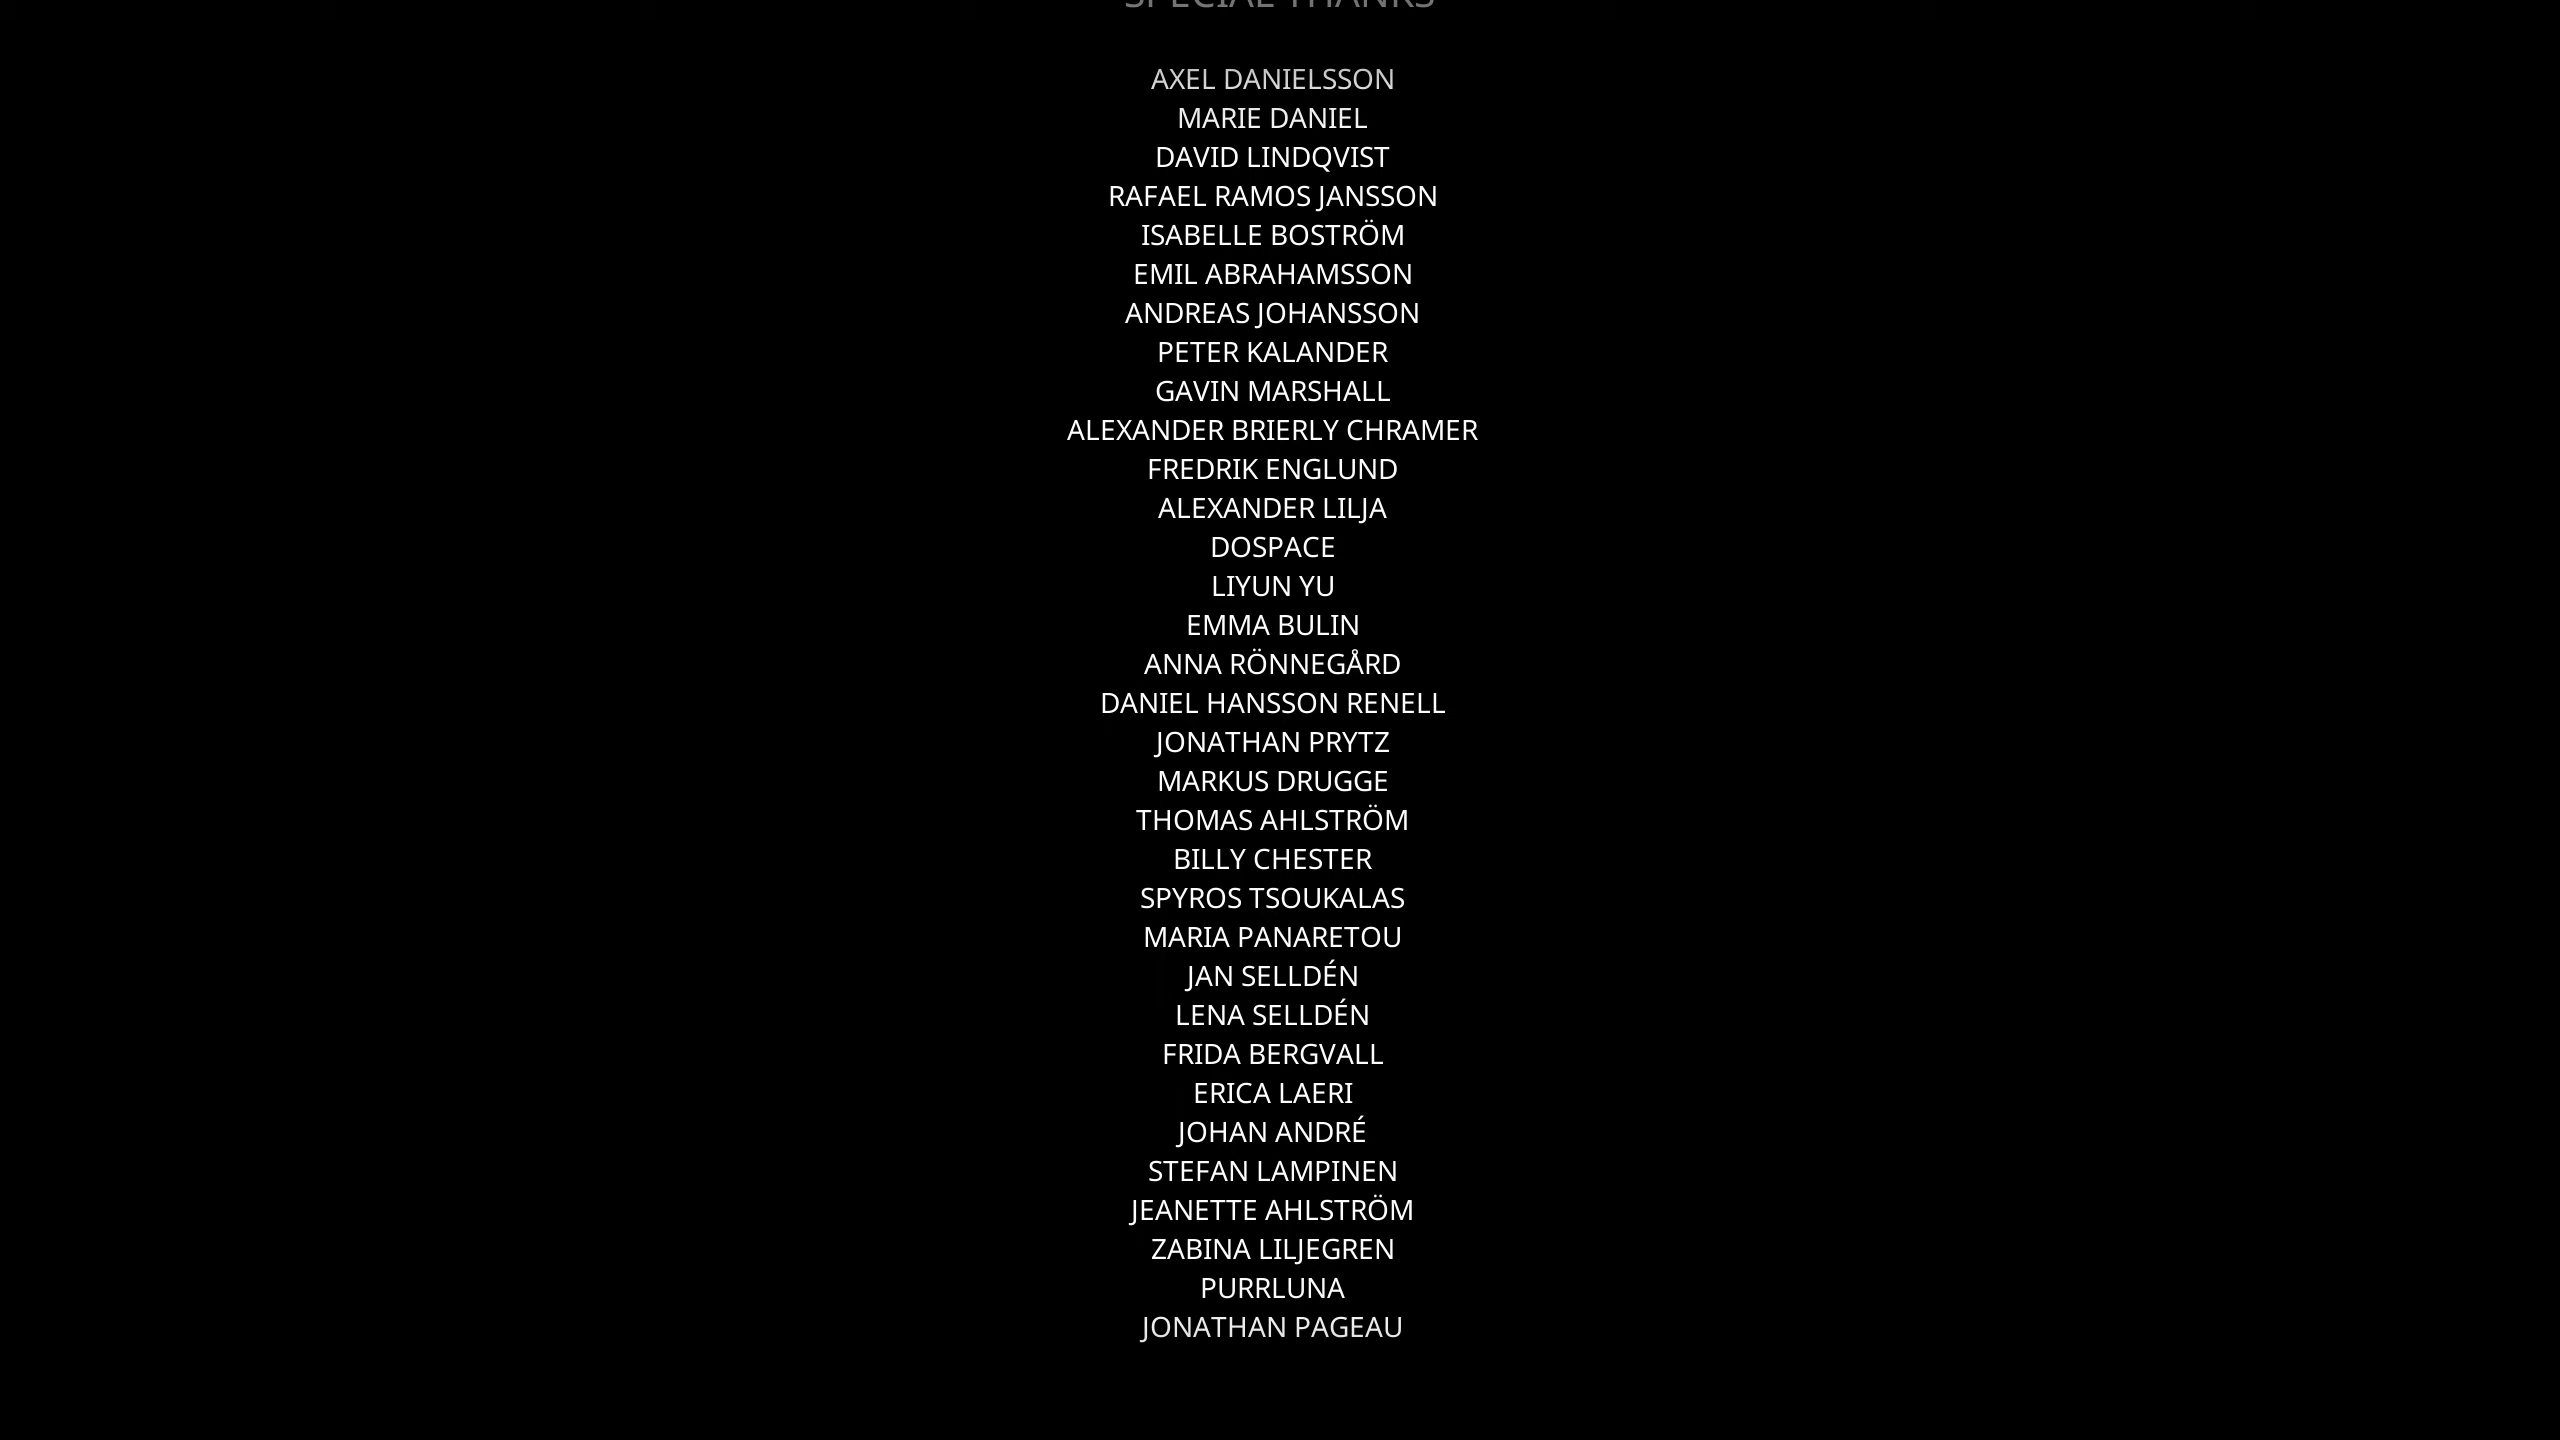 SPECIAL THANKS
AXEL DANIELSSON
MARIE DANIEL
DAVID LINDQVIST
RAFAEL RAMOS JANSSON
ISABELLE BOSTRÖM
EMIL ABRAHAMSSON
ANDREAS JOHANSSON
PETER KALANDER
GAVIN MARSHALL
ALEXANDER BRIERLY CHRAMER
FREDRIK ENGLUND
ALEXANDER LILJA
DOSPACE
LIYUN YU
EMMA BULIN
ANNA RÖNNEGÅRD
DANIEL HANSSON RENELL
JONATHAN PRYTZ
MARKUS DRUGGE
THOMAS AHLSTRÖM
BILLY CHESTER
SPYROS TSOUKALAS
MARIA PANARETOU
JAN SELLDÉN
LENA SELLDÉN
FRIDA BERGVALL
ERICA LAERI
JOHAN ANDRÉ
STEFAN LAMPINEN
JEANETTE AHLSTRÖM
ZABINA LILJEGREN
PURRLUNA
JONATHAN PAGEAU